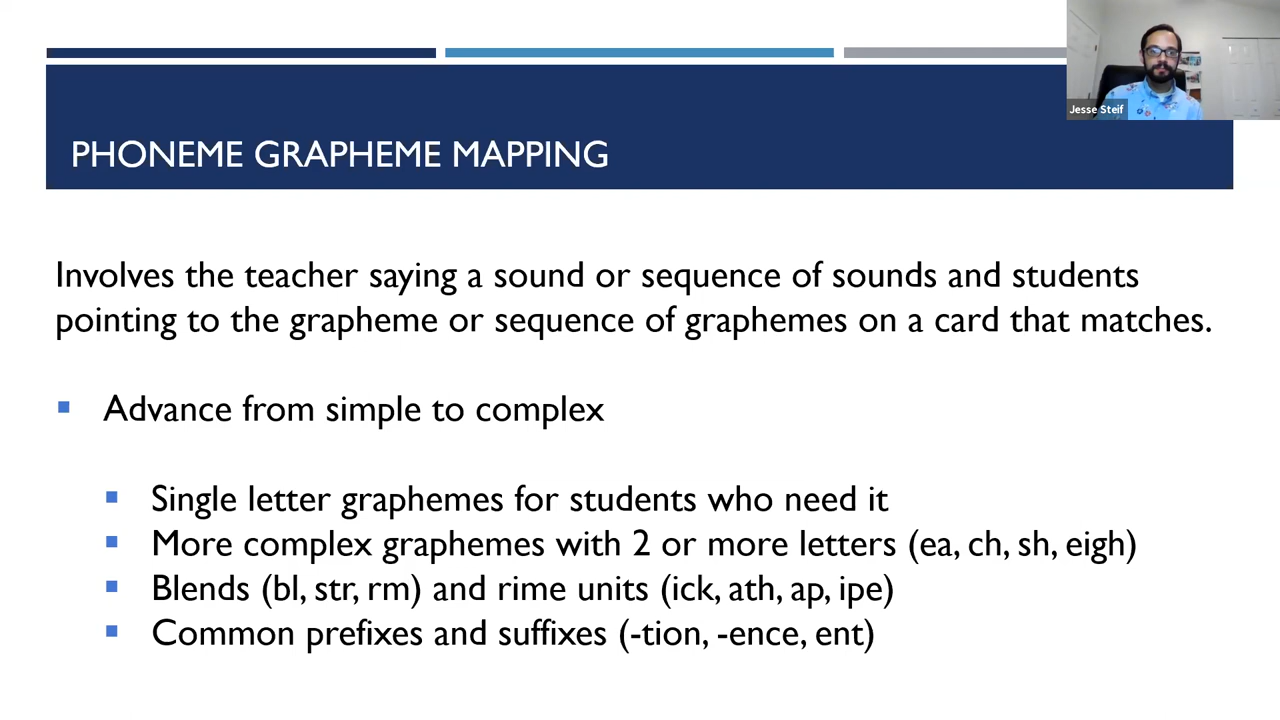 Jesse Steif
PHONEME GRAPHEME MAPPING
Involves the teacher saying a sound or sequence of sounds and students
pointing to the grapheme or sequence of graphemes on a card that matches.
Advance from simple to complex
Single letter graphemes for students who need it
More complex graphemes with 2 or more letters (ea, ch, sh, eigh)
Blends (bl, str, rm) and rime units (ick, ath, ap, ipe)
Common prefixes and suffixes (-tion, -ence, ent)